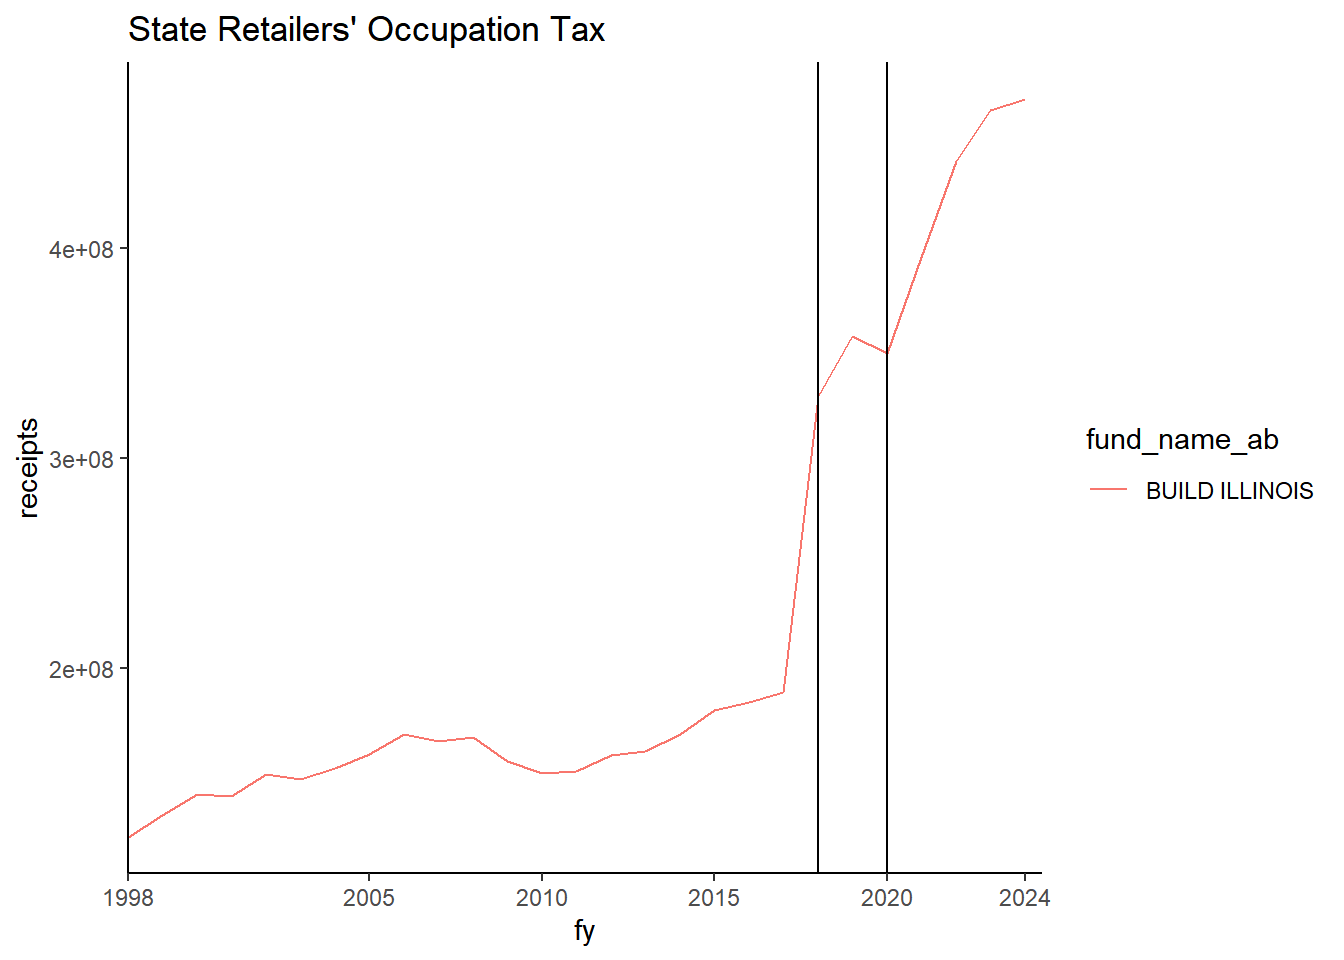 State Retailers' Occupation Tax
4e+08
3e+08
2e+08
receipts
1998
2005
2010
2015
2020
2024
fy
fund_name_ab
BUILD ILLINOIS